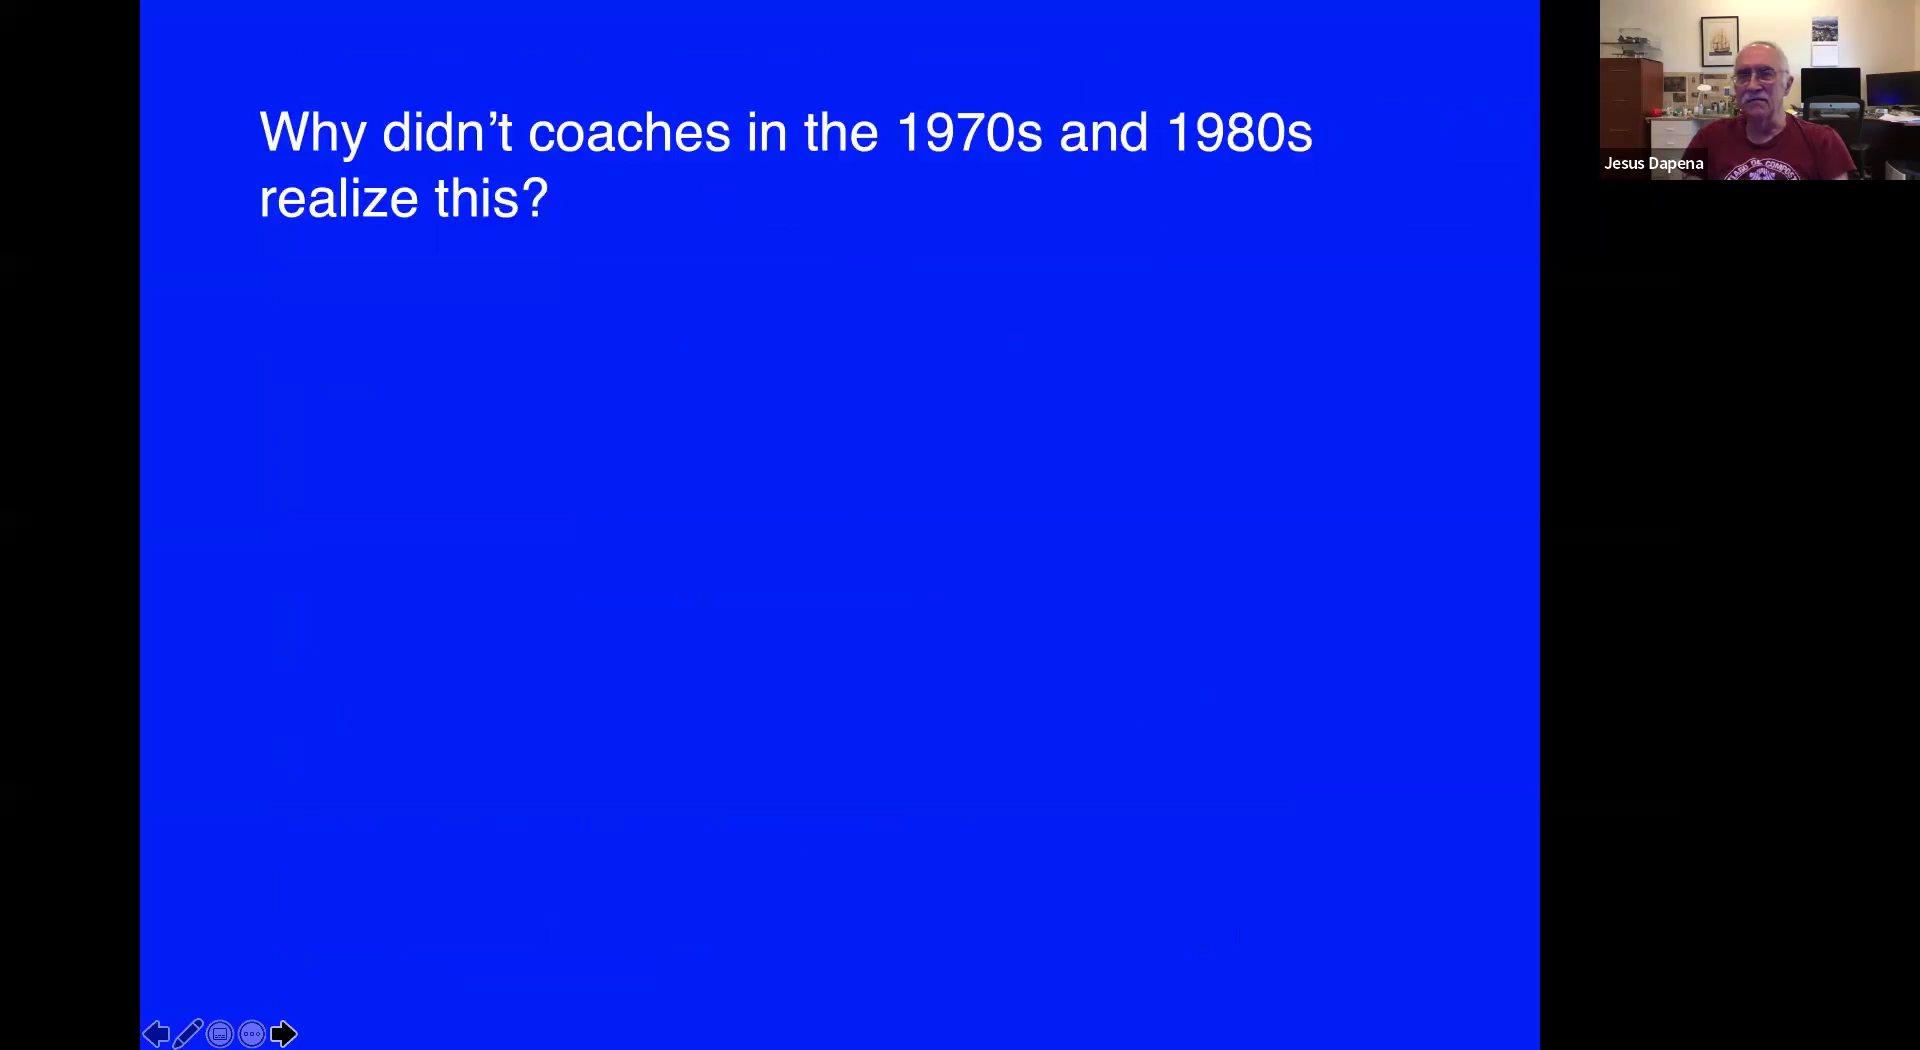 Why didn’t coaches in the 1970s and 1980s
realize this?
Jesus Dapena